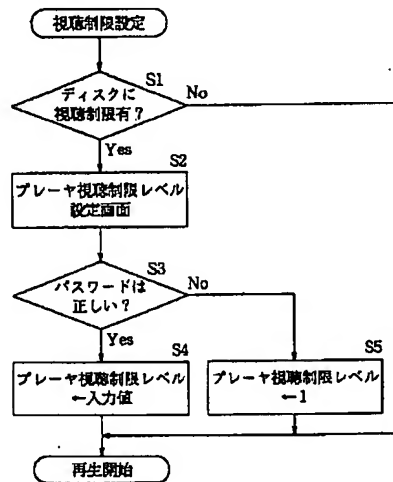 視聴制限設定
S1
ディスクに
視聴制限有?
No
Yes
S2
プレーヤ視聴制限レベル
設定画面
S3
パスワードは
正しい?
No
Yes
S4
プレーヤ視聴制限レベル
←入力値
S5
プレーヤ視聴制限レベル
←1
再生開始